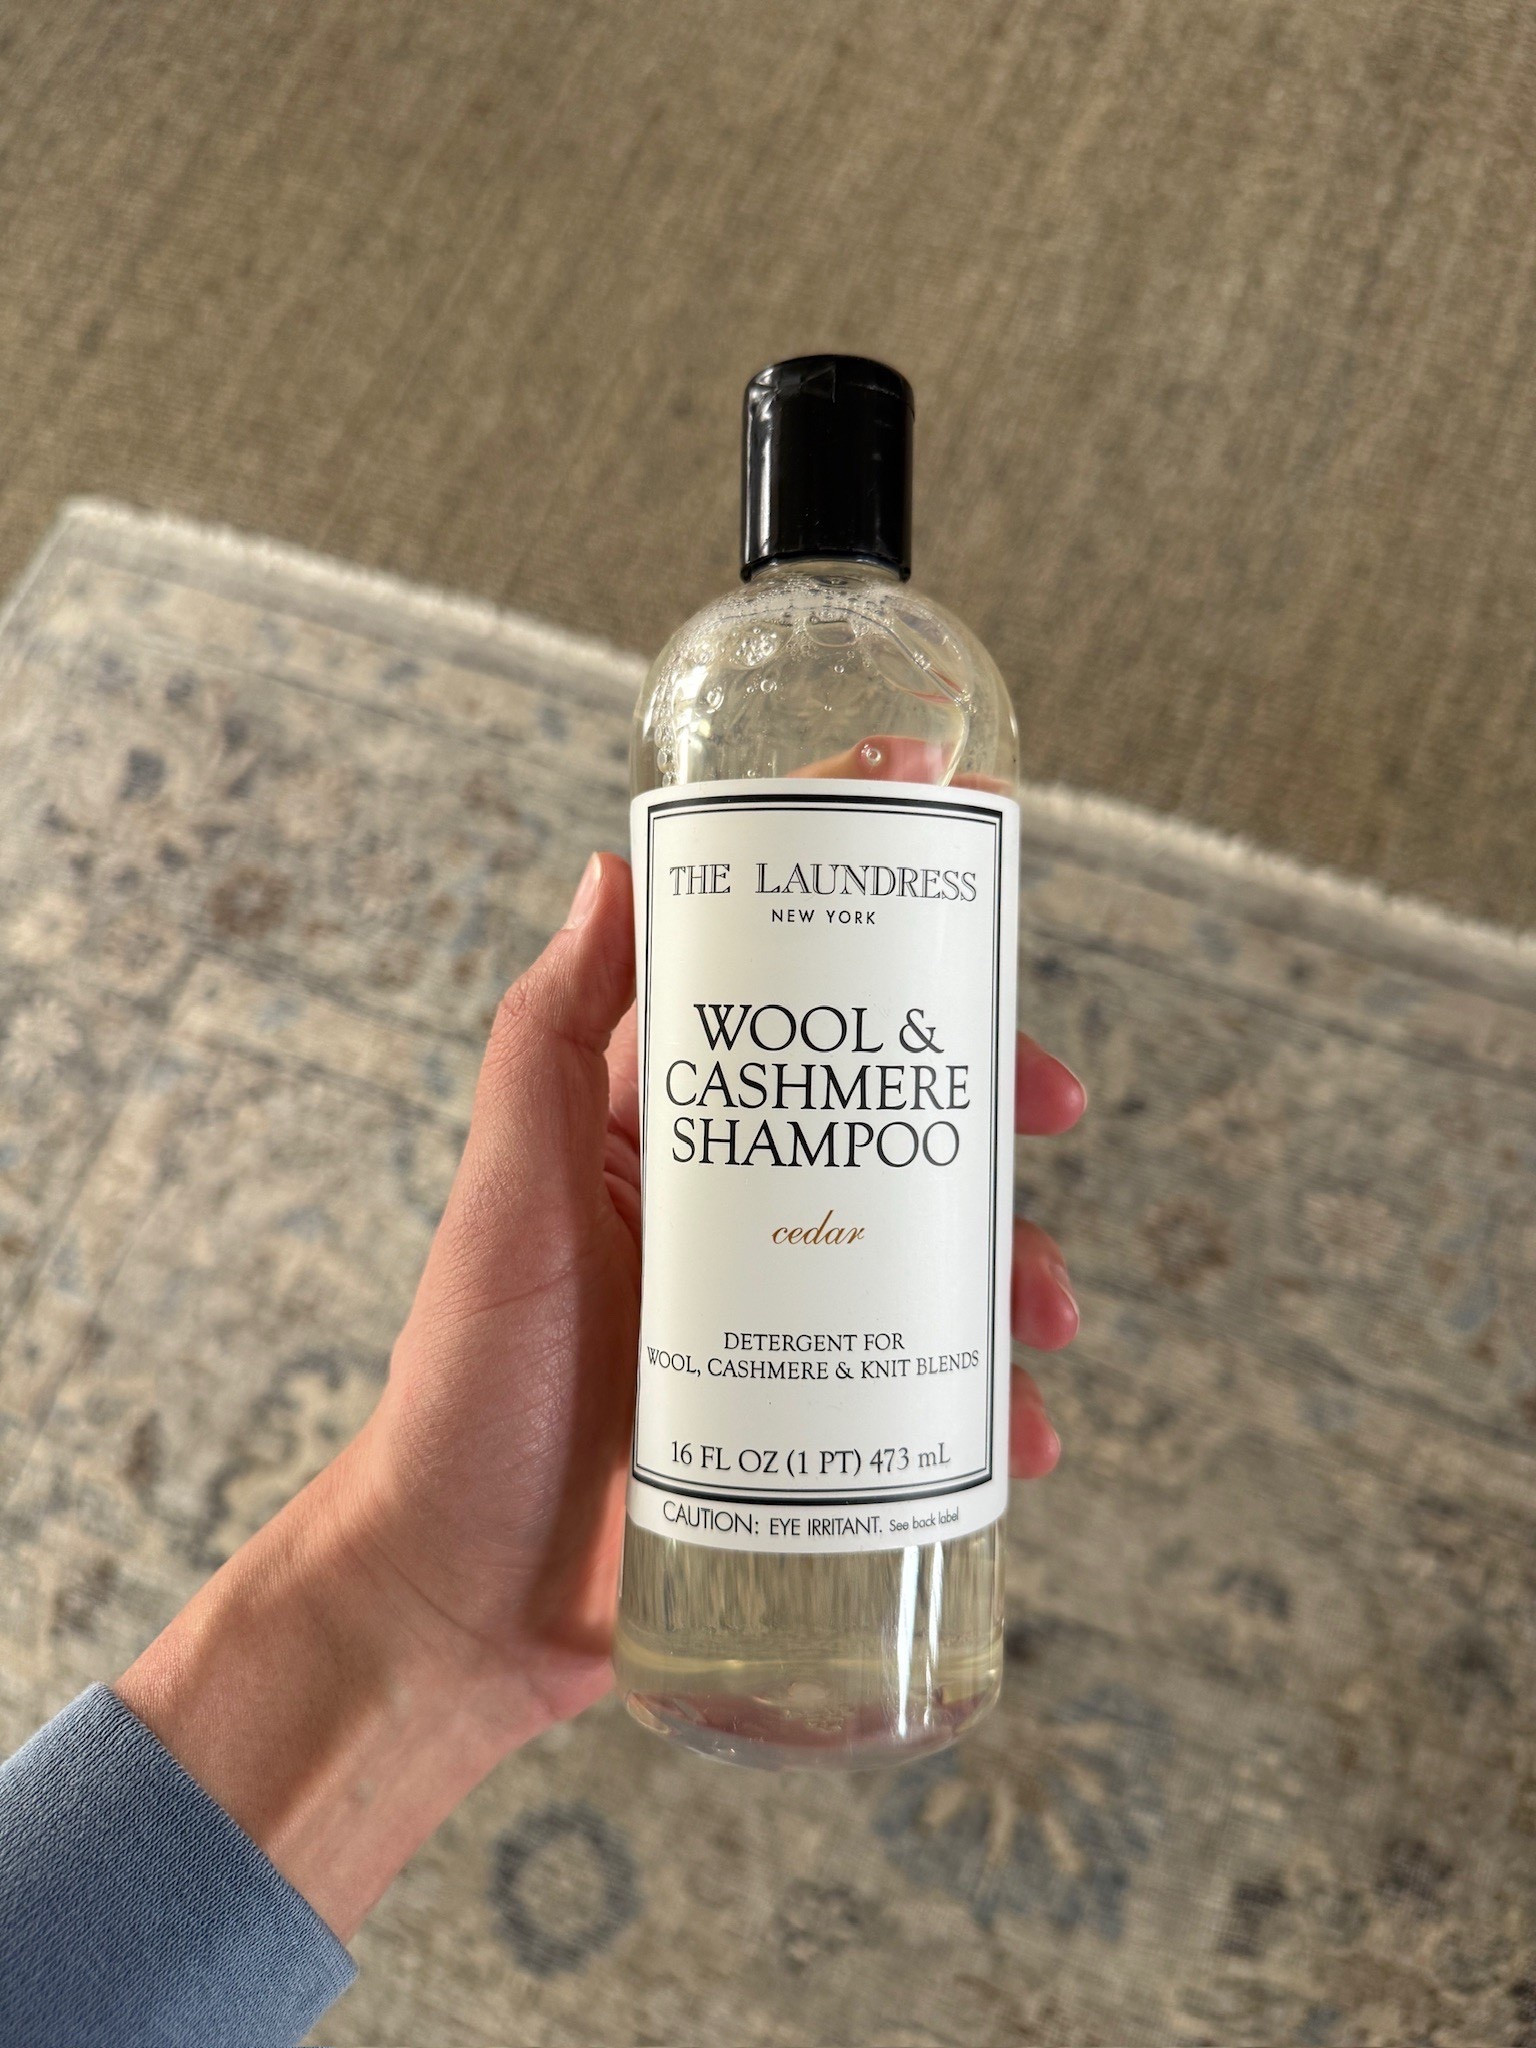 THE LAUNDRESS
NEW YORK
WOOL &
CASHMERE
SHAMPOO
cedar
DETERGENT FOR
WOOL, CASHMERE & KNIT BLENDS
16 FL OZ (1 PT) 473 mL
CAUTION: EYE IRRITANT. See back label